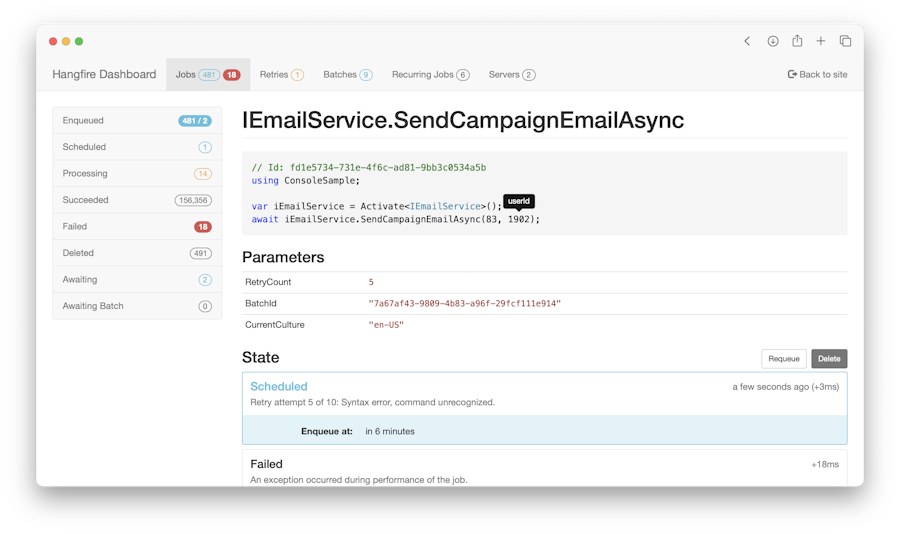 Hangfire Dashboard Jobs 481 18 Retries 1 Batches 9 Recurring Jobs 6 Servers 2 Back to site
Enqueued 481 / 2
Scheduled 1
Processing 14
Succeeded 156,356
Failed 18
Deleted 491
Awaiting 2
Awaiting Batch 0
IEmailService.SendCampaignEmailAsync
// Id: fd1e5734-731e-4f6c-ad81-9bb3c0534a5b
using ConsoleSample;
var iEmailService = Activate<IEmailService>();
userId
await iEmailService.SendCampaignEmailAsync(83, 1902);
Parameters
RetryCount 5
BatchId "7a67af43-9809-4b83-a96f-29fcf111e914"
CurrentCulture "en-US"
State Requeue Delete
Scheduled a few seconds ago (+3ms)
Retry attempt 5 of 10: Syntax error, command unrecognized.
Enqueue at: in 6 minutes
Failed +18ms
An exception occurred during performance of the job.